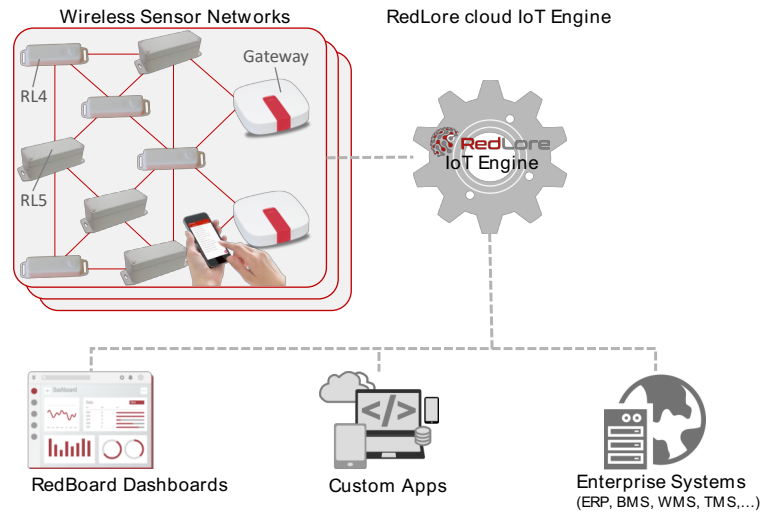 Wireless Sensor Networks
RedLore cloud IoT Engine
Gateway
RL4
RL5
RedLore
IoT Engine
Dashboard
</>
RedBoard Dashboards
Custom Apps
Enterprise Systems
(ERP, BMS, WMS, TMS,...)